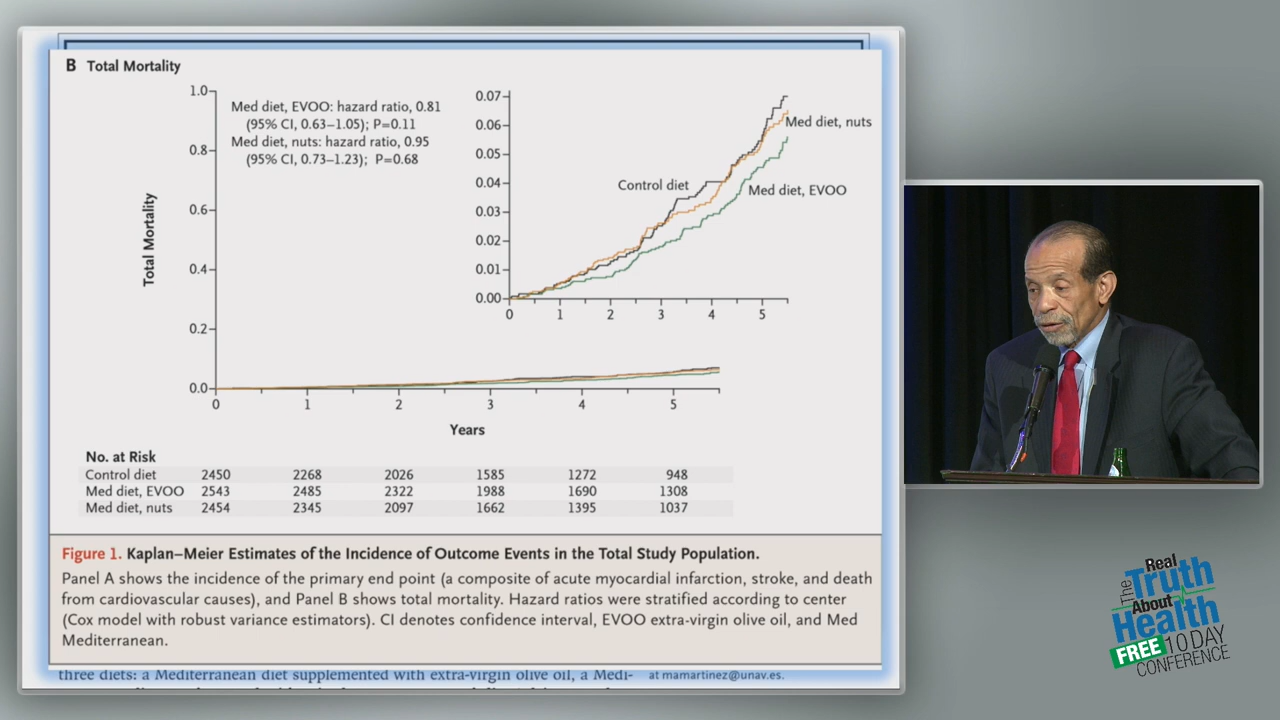 B Total Mortality
1.0
0.8
0.6
0.4
0.2
0.0
Total Mortality
Med diet, EVOO: hazard ratio, 0.81
(95% CI, 0.63–1.05); P=0.11
Med diet, nuts: hazard ratio, 0.95
(95% CI, 0.73–1.23); P=0.68
0.07
0.06
0.05
0.04
0.03
0.02
0.01
0.00
Med diet, nuts
Control diet
Med diet, EVOO
0 1 2 3 4 5
0 1 2 3 4 5
Years
No. at Risk
Control diet 2450 2268 2026 1585 1272 948
Med diet, EVOO 2543 2485 2322 1988 1690 1308
Med diet, nuts 2454 2345 2097 1662 1395 1037
Figure 1. Kaplan–Meier Estimates of the Incidence of Outcome Events in the Total Study Population.
Panel A shows the incidence of the primary end point (a composite of acute myocardial infarction, stroke, and death
from cardiovascular causes), and Panel B shows total mortality. Hazard ratios were stratified according to center
(Cox model with robust variance estimators). CI denotes confidence interval, EVOO extra-virgin olive oil, and Med
Mediterranean.
three diets: a Mediterranean diet supplemented with extra-virgin olive oil, a Medi-
at mamartinez@unav.es.
The Real
Truth
About
Health
FREE 10 DAY
CONFERENCE